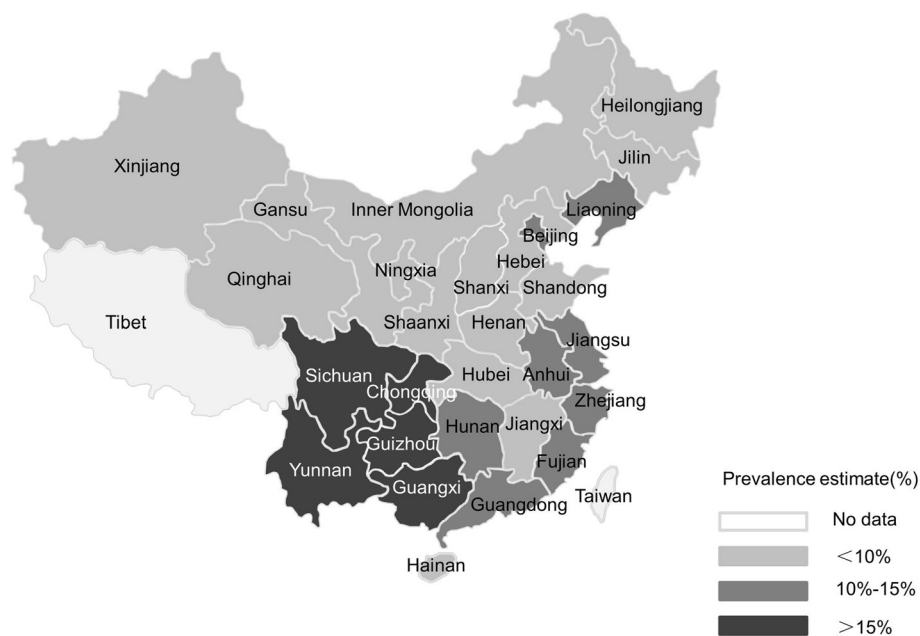 Heilongjiang
Jilin
Xinjiang
Liaoning
Gansu
Inner Mongolia
Beijing
Hebei
Ningxia
Qinghai
Shanxi
Shandong
Tibet
Shaanxi
Henan
Jiangsu
Sichuan
Hubei
Anhui
Chongqing
Zhejiang
Hunan
Jiangxi
Guizhou
Fujian
Yunnan
Guangxi
Guangdong
Taiwan
Hainan
Prevalence estimate(%)
No data
<10%
10%-15%
>15%